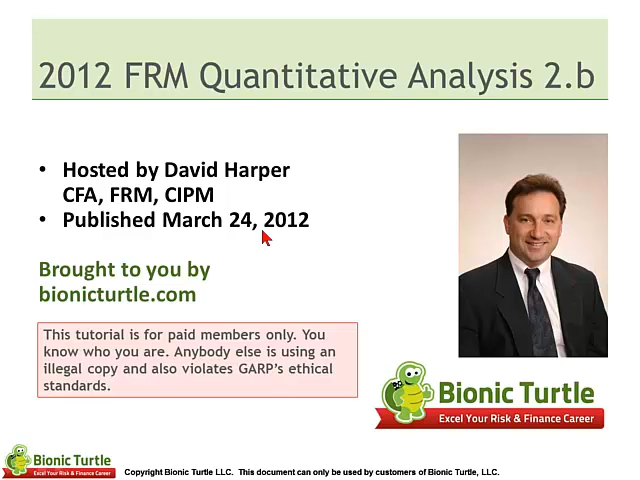 2012 FRM Quantitative Analysis 2.b
• Hosted by David Harper
CFA, FRM, CIPM
• Published March 24, 2012
Brought to you by
bionicturtle.com
This tutorial is for paid members only. You
know who you are. Anybody else is using an
illegal copy and also violates GARP's ethical
standards.
Bionic Turtle
Excel Your Risk & Finance Career
Bionic Turtle
Excel Your Risk & Finance Career
Copyright Bionic Turtle LLC. This document can only be used by customers of Bionic Turtle, LLC.